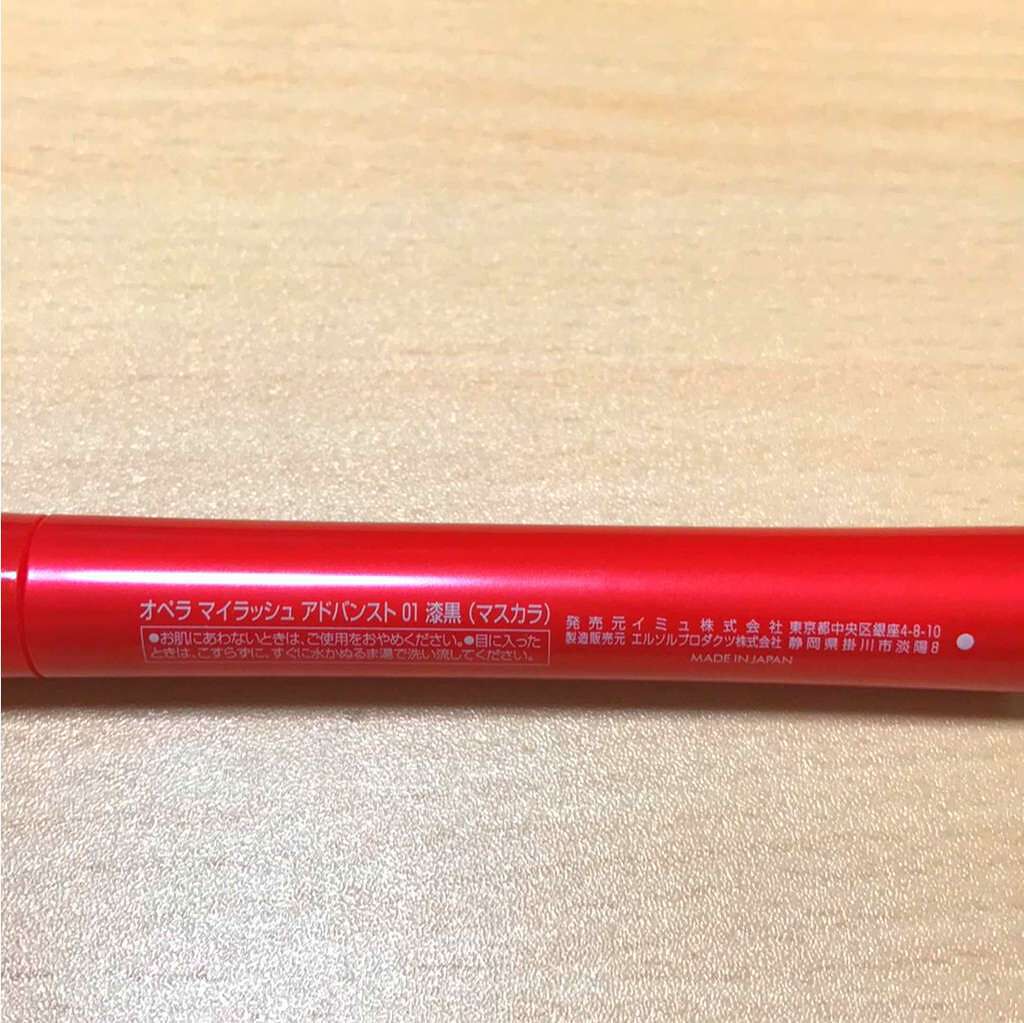 オペラ マイラッシュ アドバンスト 01 漆黒 (マスカラ)
●お肌にあわないときは、ご使用をおやめください。●目に入った
ときは、こすらずに、すぐに水かぬるま湯で洗い流してください。
発売元イミュ株式会社 東京都中央区銀座4-8-10
製造販売元 エルソルプロダクツ株式会社 静岡県掛川市淡陽8
MADE IN JAPAN